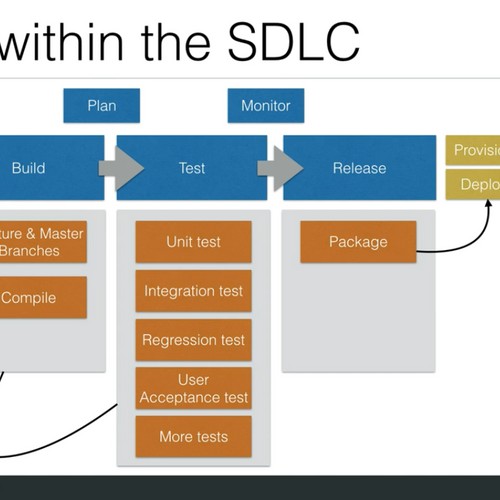 within the SDLC
Plan
Monitor
Build
Test
Release
Provisio
Deplo
ture & Master
Branches
Compile
Unit test
Integration test
Regression test
User
Acceptance test
More tests
Package